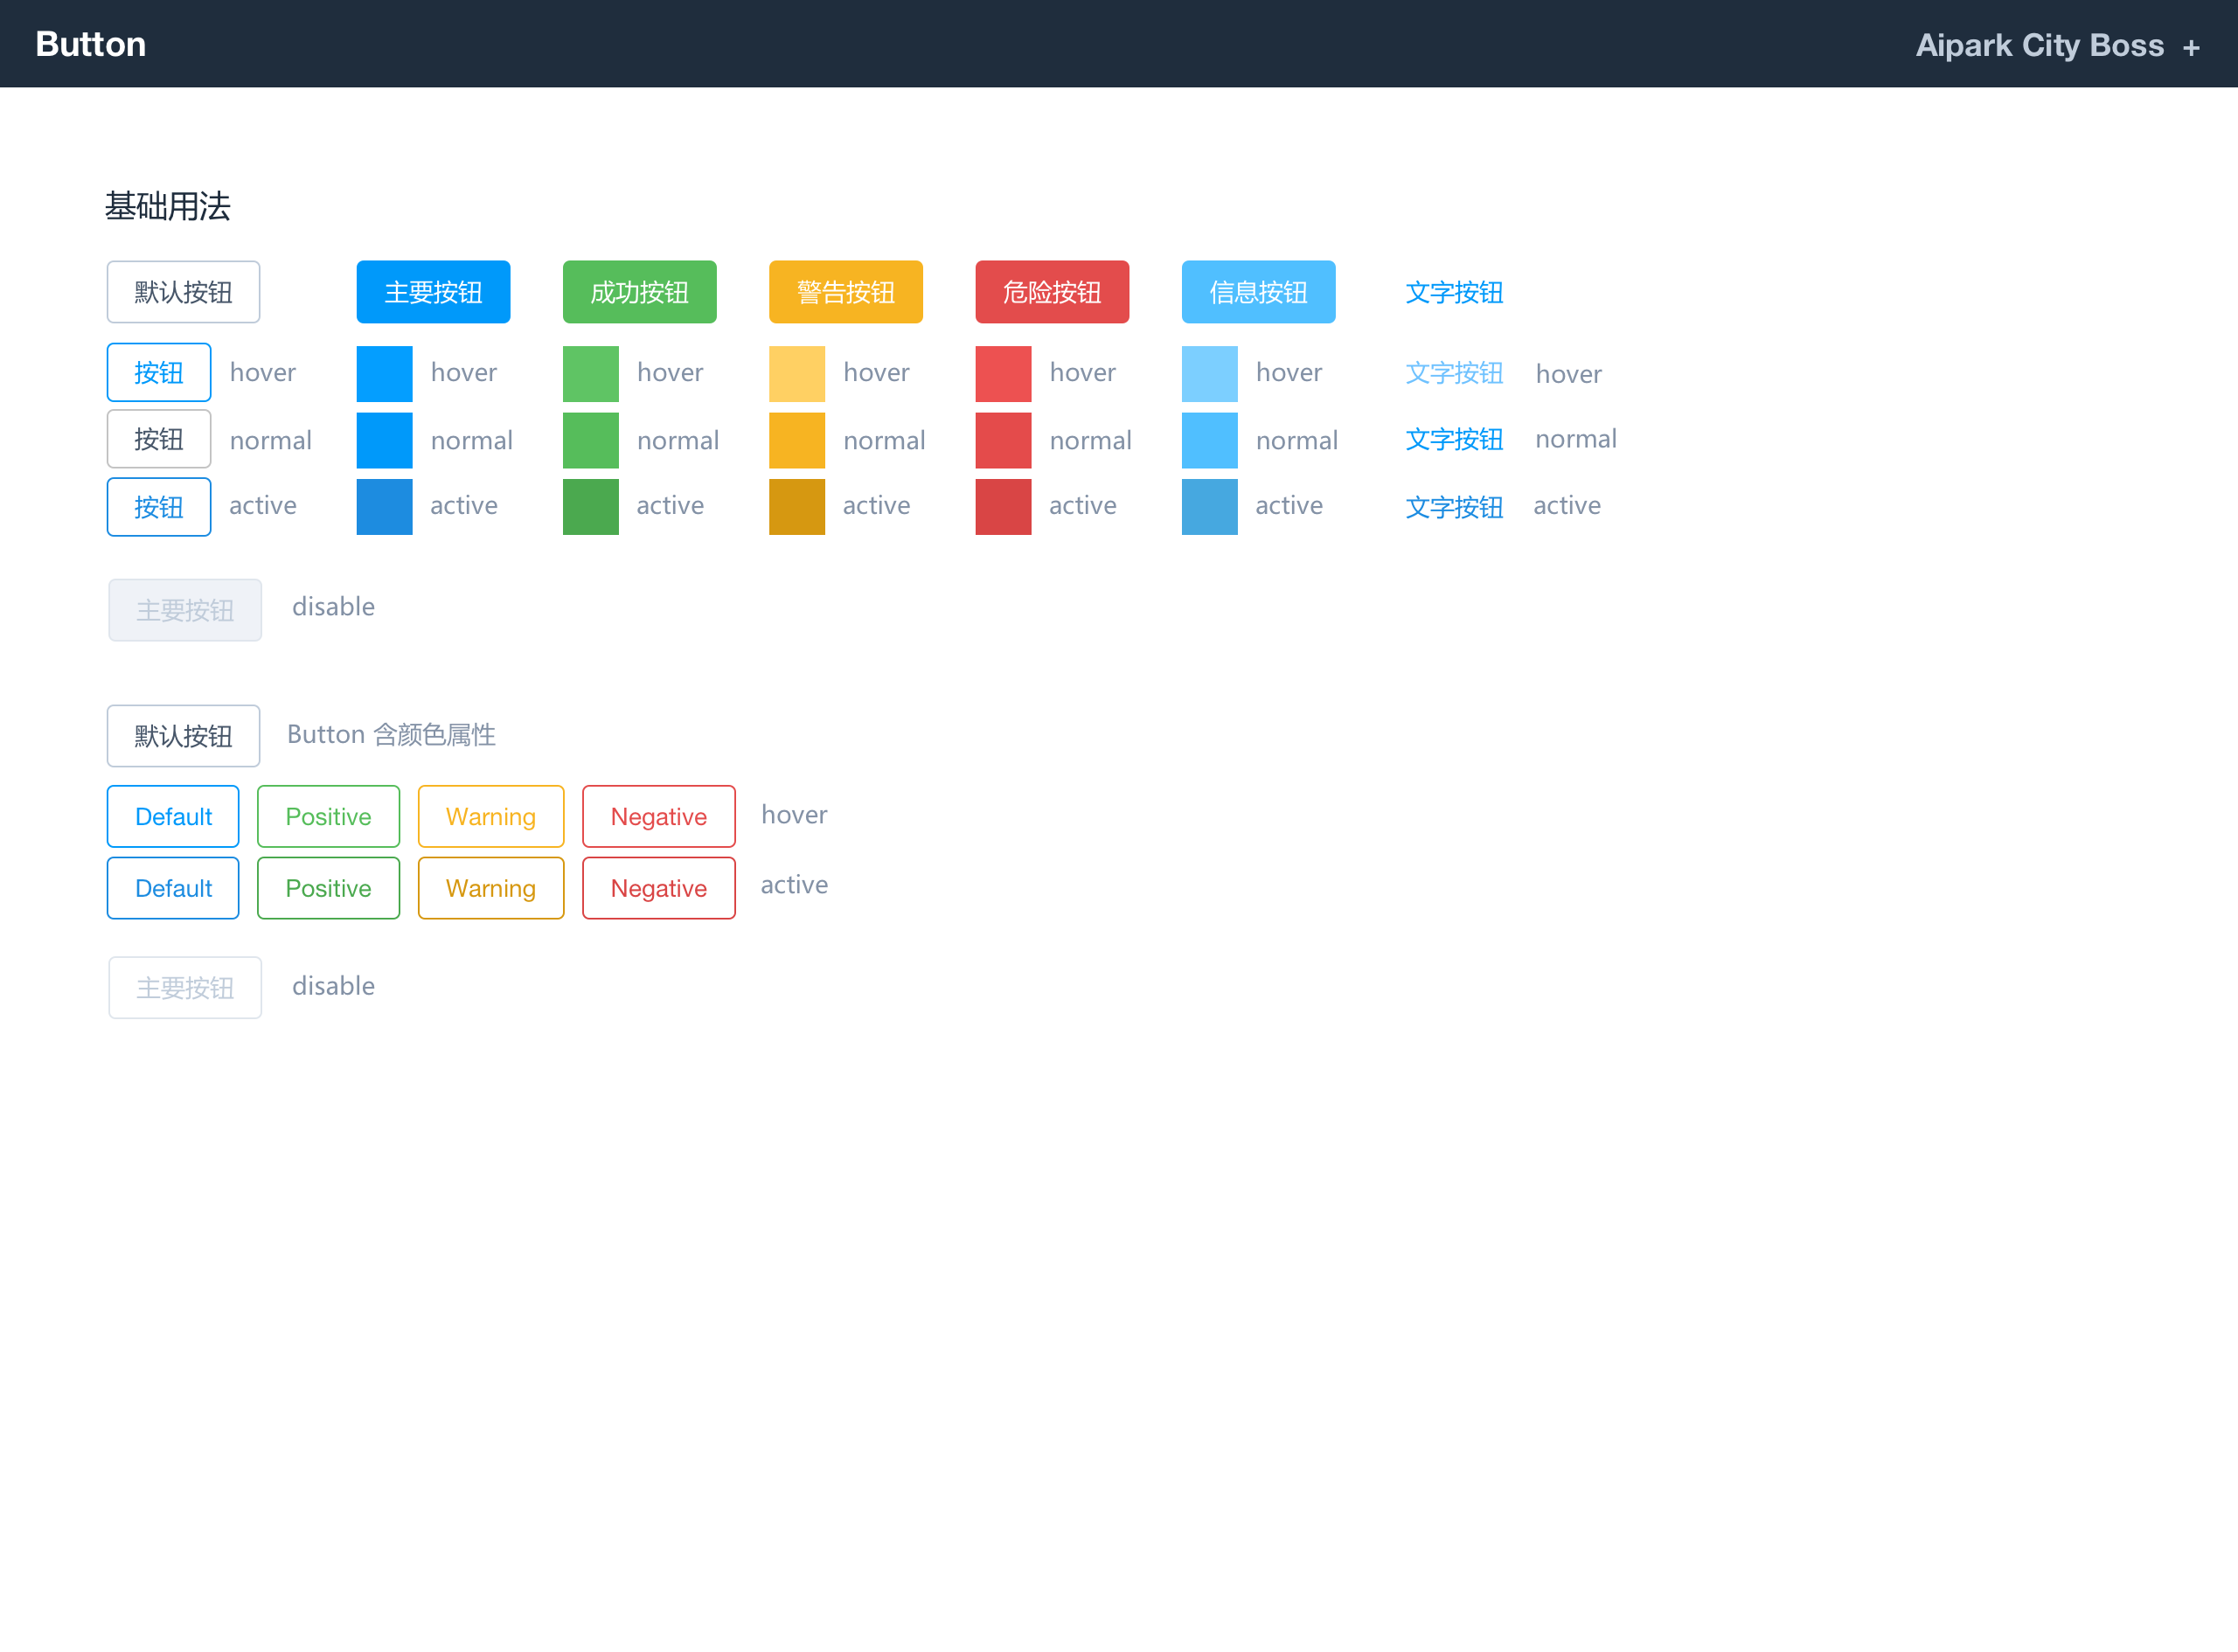 Button
Aipark City Boss +
基础用法
默认按钮 主要按钮 成功按钮 警告按钮 危险按钮 信息按钮 文字按钮
按钮 hover hover hover hover hover hover 文字按钮 hover
按钮 normal normal normal normal normal normal 文字按钮 normal
按钮 active active active active active active 文字按钮 active
主要按钮 disable
默认按钮 Button 含颜色属性
Default Positive Warning Negative hover
Default Positive Warning Negative active
主要按钮 disable